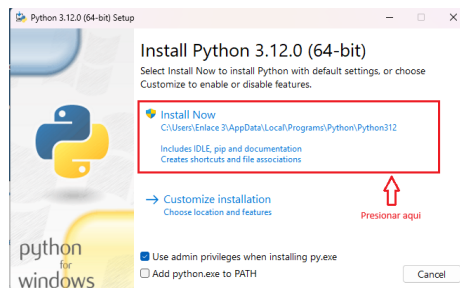 Python 3.12.0 (64-bit) Setup
Install Python 3.12.0 (64-bit)
Select Install Now to install Python with default settings, or choose
Customize to enable or disable features.
Install Now
C:\Users\Enlace 3\AppData\Local\Programs\Python\Python312
Includes IDLE, pip and documentation
Creates shortcuts and file associations
→ Customize installation
Choose location and features
Presionar aqui
python
for
windows
Use admin privileges when installing py.exe
Add python.exe to PATH
Cancel